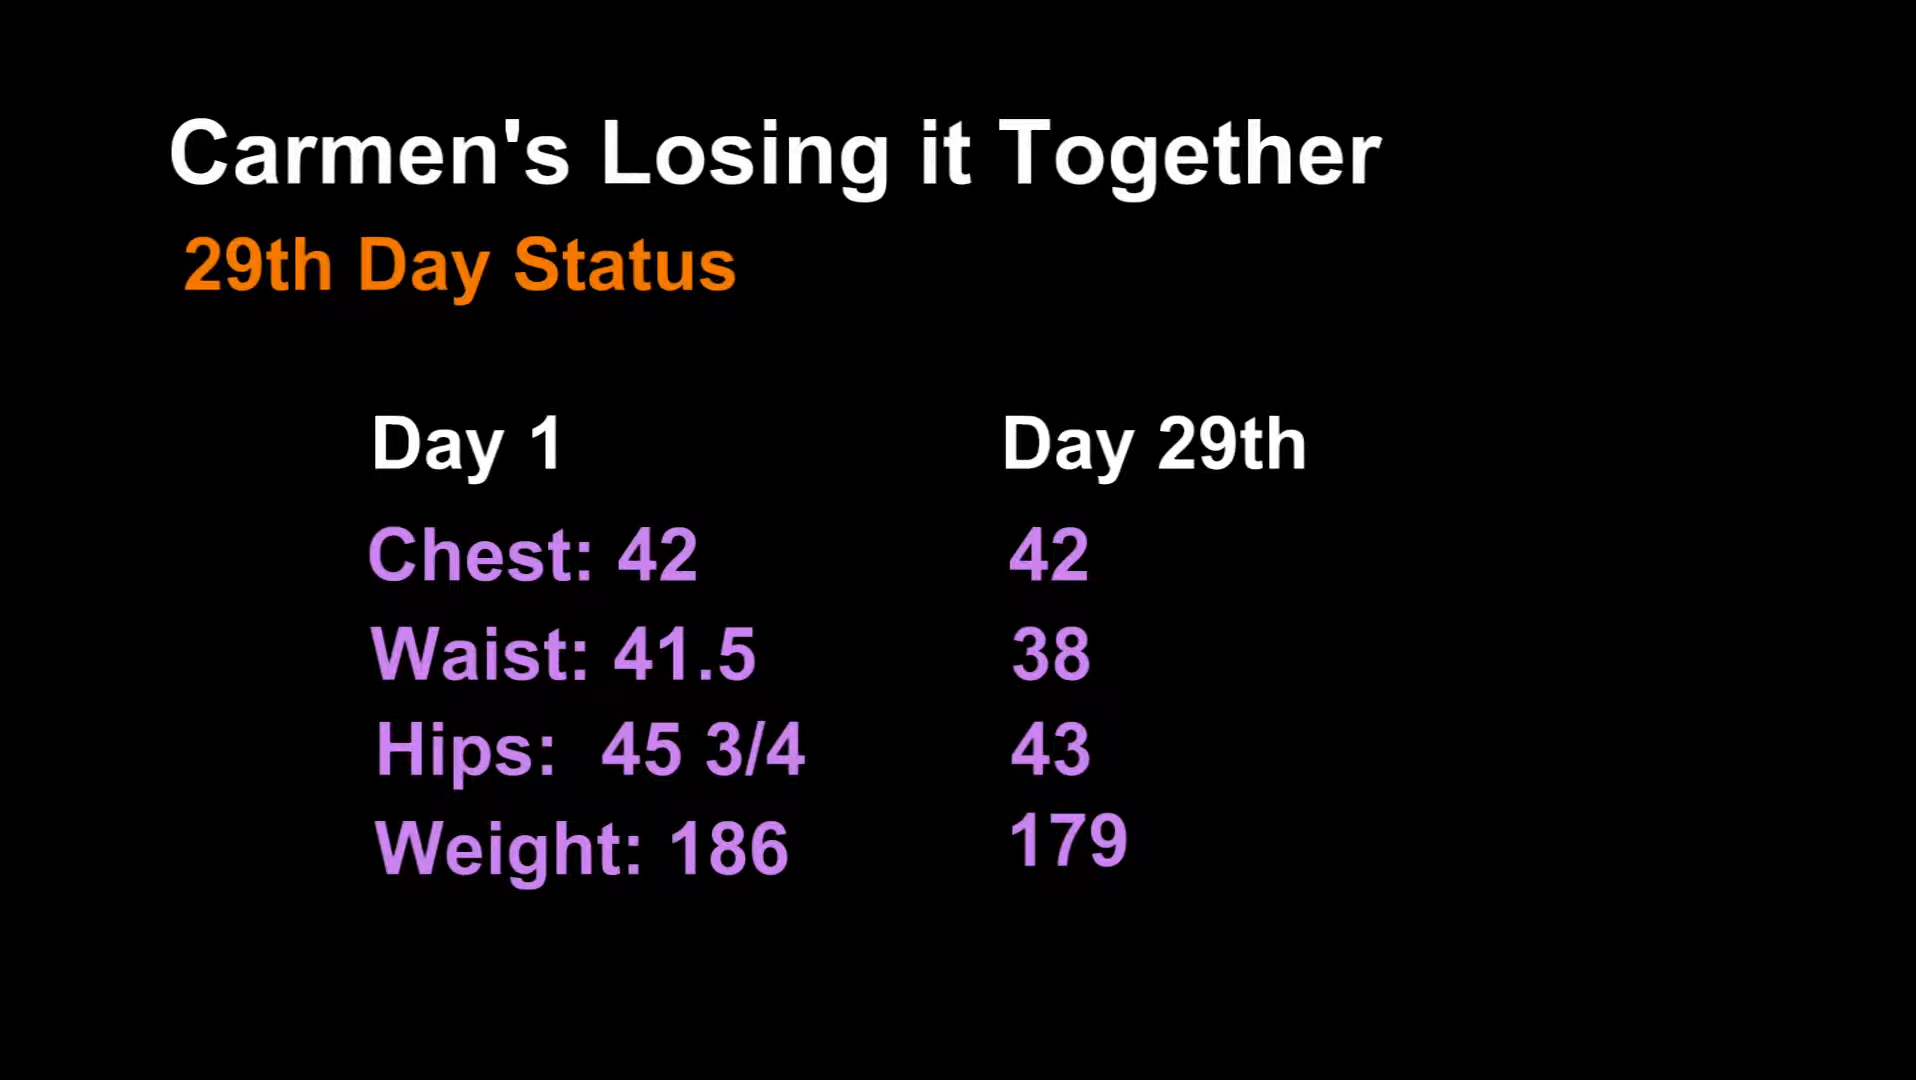 Carmen's Losing it Together
29th Day Status
Day 1 Day 29th
Chest: 42 42
Waist: 41.5 38
Hips: 45 3/4 43
Weight: 186 179